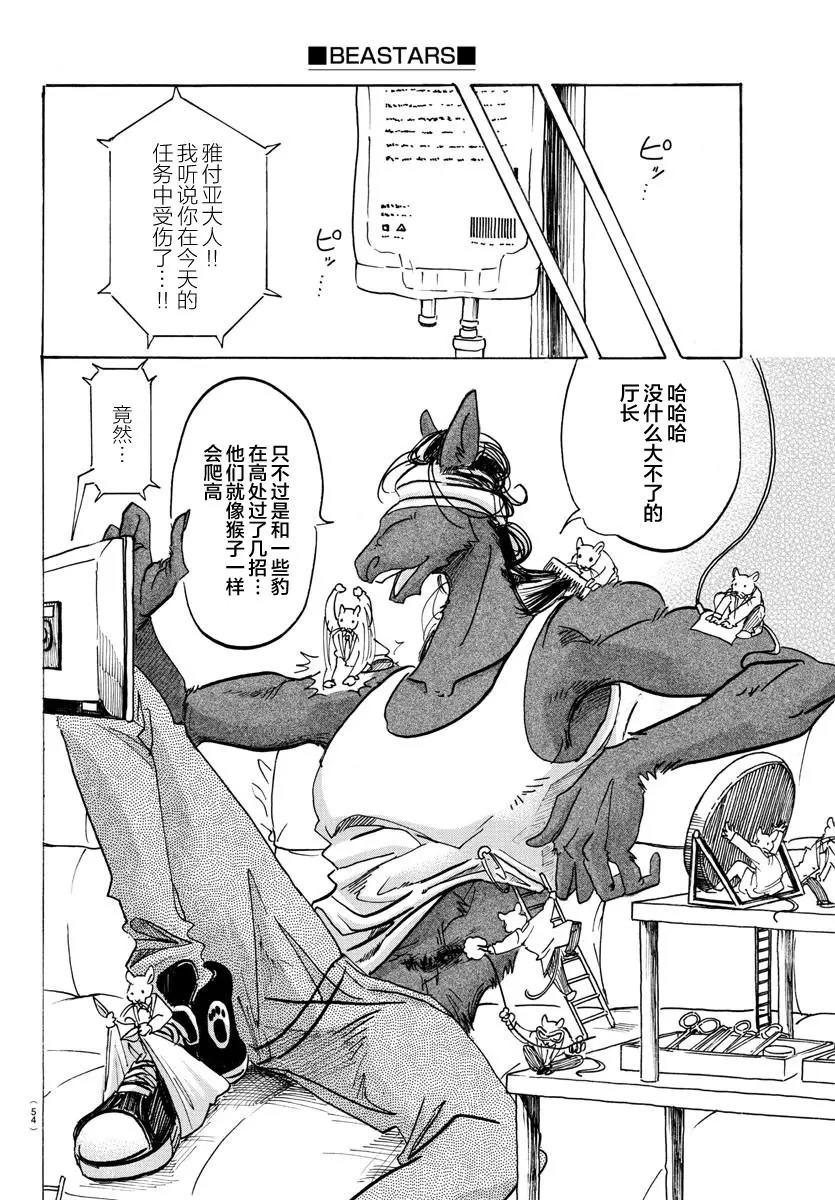 ■BEASTARS■
ピッ…
ピッ…
雅付亚大人!!
我听说你在今天的
任务中受伤了…!!
哈哈哈
没什么大不了的
厅长
只不过是和一些豹
在高处过了几招…
他们就像猴子一样
会爬高
竟然…
(54)